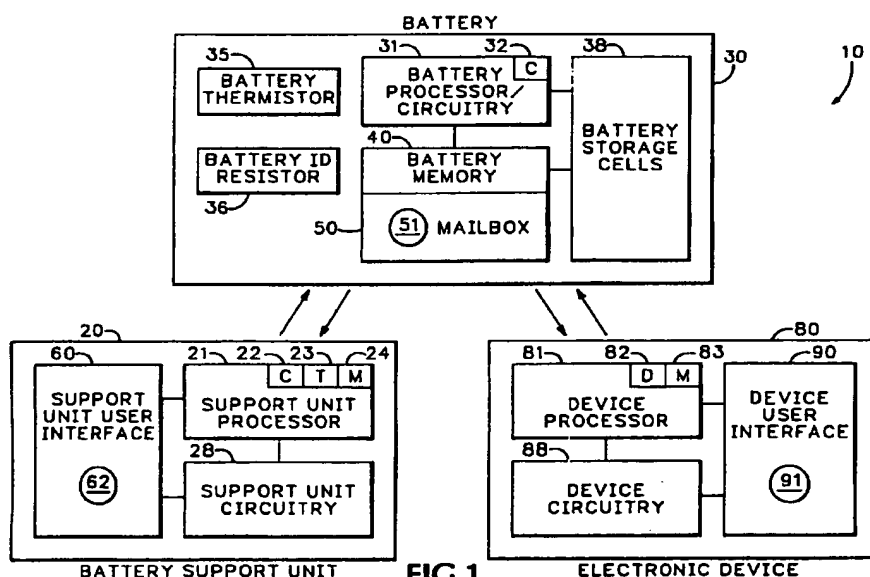 BATTERY
35 31 32 38 10
30
BATTERY THERMISTOR
C
BATTERY PROCESSOR/ CIRCUITRY
BATTERY STORAGE CELLS
40
BATTERY ID RESISTOR
BATTERY MEMORY
36
50 51 MAILBOX
20
60 21 22 23 24
C T M
SUPPORT UNIT USER INTERFACE
SUPPORT UNIT PROCESSOR
28
62
SUPPORT UNIT CIRCUITRY
BATTERY SUPPORT UNIT
80
81 82 83 90
D M
DEVICE PROCESSOR
DEVICE USER INTERFACE
88
DEVICE CIRCUITRY
91
ELECTRONIC DEVICE
FIG.1